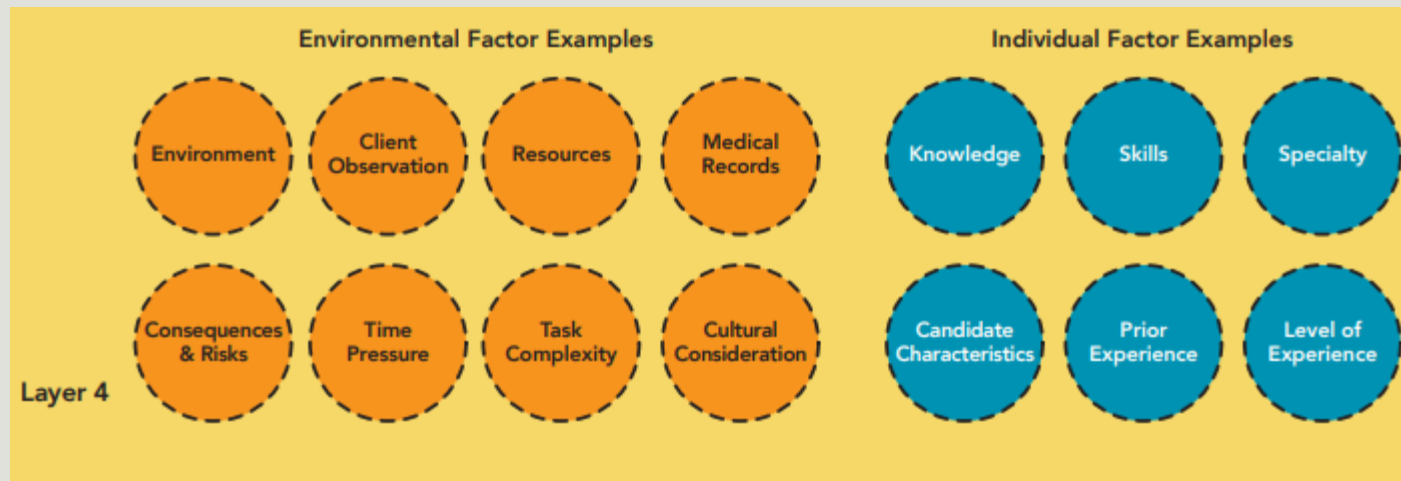 Environmental Factor Examples
Individual Factor Examples
Environment
Client
Observation
Resources
Medical
Records
Knowledge
Skills
Specialty
Consequences
& Risks
Time
Pressure
Task
Complexity
Cultural
Consideration
Candidate
Characteristics
Prior
Experience
Level of
Experience
Layer 4